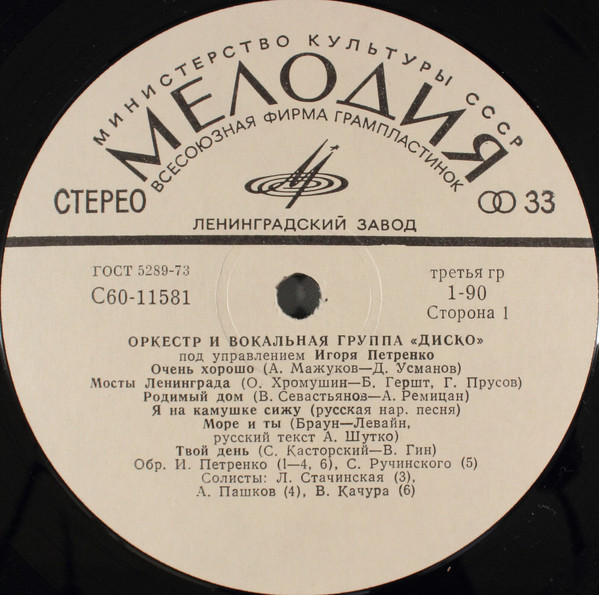 МИНИСТЕРСТВО КУЛЬТУРЫ СССР
МЕЛОДИЯ
ВСЕСОЮЗНАЯ ФИРМА ГРАМПЛАСТИНОК
СТЕРЕО
33
ЛЕНИНГРАДСКИЙ ЗАВОД
ГОСТ 5289-73
третья гр
С60-11581
1-90
Сторона 1
ОРКЕСТР И ВОКАЛЬНАЯ ГРУППА «ДИСКО»
под управлением Игоря Петренко
Очень хорошо (А. Мажуков—Д. Усманов)
Мосты Ленинграда (О. Хромушин—Б. Гершт, Г. Прусов)
Родимый дом (В. Севастьянов—А. Ремицан)
Я на камушке сижу (русская нар. песня)
Море и ты (Браун—Левайн,
русский текст А. Шутко)
Твой день (С. Касторский—В. Гин)
Обр. И. Петренко (1—4, 6), С. Ручинского (5)
Солисты: Л. Стачинская (3),
А. Пашков (4), В. Качура (6)